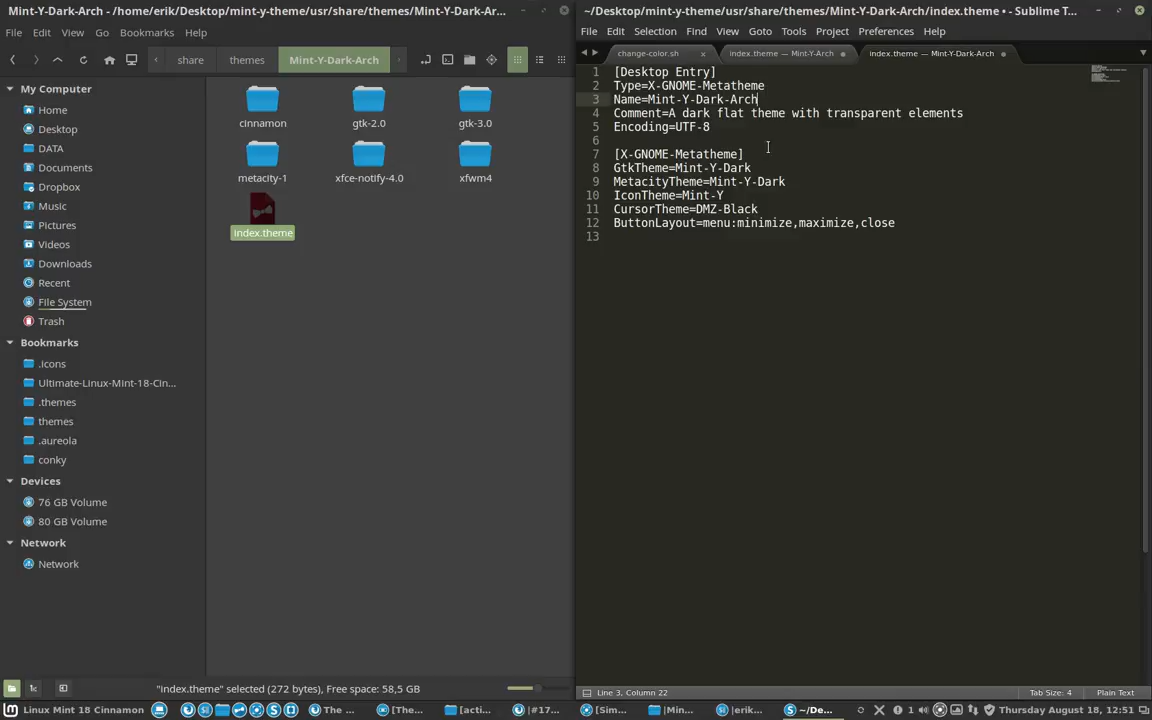 Mint-Y-Dark-Arch - /home/erik/Desktop/mint-y-theme/usr/share/themes/Mint-Y-Dark-Ar...
File Edit View Go Bookmarks Help
share themes Mint-Y-Dark-Arch
My Computer
Home
Desktop
DATA
Documents
Dropbox
Music
Pictures
Videos
Downloads
Recent
File System
Trash
Bookmarks
.icons
Ultimate-Linux-Mint-18-Cin...
.themes
themes
.aureola
conky
Devices
76 GB Volume
80 GB Volume
Network
Network
cinnamon gtk-2.0 gtk-3.0
metacity-1 xfce-notify-4.0 xfwm4
index.theme
"index.theme" selected (272 bytes), Free space: 58,5 GB
~/Desktop/mint-y-theme/usr/share/themes/Mint-Y-Dark-Arch/index.theme • - Sublime T...
File Edit Selection Find View Goto Tools Project Preferences Help
change-color.sh index.theme — Mint-Y-Arch index.theme — Mint-Y-Dark-Arch
1 [Desktop Entry]
2 Type=X-GNOME-Metatheme
3 Name=Mint-Y-Dark-Arch
4 Comment=A dark flat theme with transparent elements
5 Encoding=UTF-8
6
7 [X-GNOME-Metatheme]
8 GtkTheme=Mint-Y-Dark
9 MetacityTheme=Mint-Y-Dark
10 IconTheme=Mint-Y
11 CursorTheme=DMZ-Black
12 ButtonLayout=menu:minimize,maximize,close
13
Line 3, Column 22 Tab Size: 4 Plain Text
Linux Mint 18 Cinnamon The ... [The... [acti... |#17... [Sim... |Min... |erik... ~/De... 1 Thursday August 18, 12:51